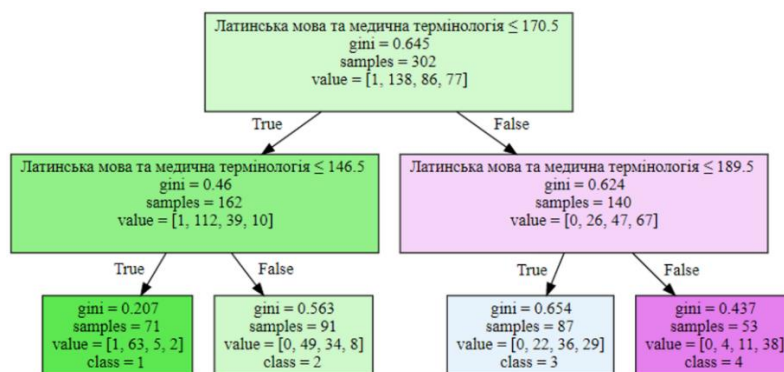 Латинська мова та медична термінологія ≤ 170.5
gini = 0.645
samples = 302
value = [1, 138, 86, 77]
True
False
Латинська мова та медична термінологія ≤ 146.5
gini = 0.46
samples = 162
value = [1, 112, 39, 10]
Латинська мова та медична термінологія ≤ 189.5
gini = 0.624
samples = 140
value = [0, 26, 47, 67]
True
False
True
False
gini = 0.207
samples = 71
value = [1, 63, 5, 2]
class = 1
gini = 0.563
samples = 91
value = [0, 49, 34, 8]
class = 2
gini = 0.654
samples = 87
value = [0, 22, 36, 29]
class = 3
gini = 0.437
samples = 53
value = [0, 4, 11, 38]
class = 4